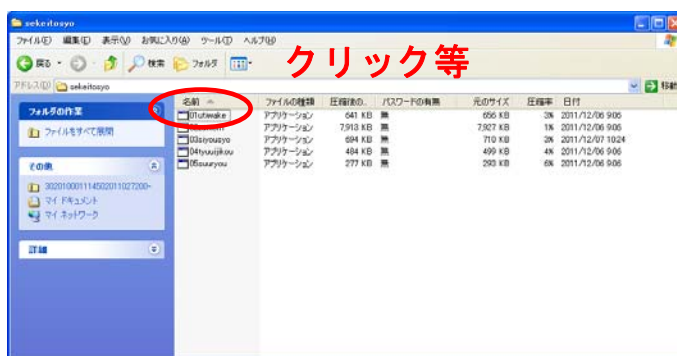 sekeitosyo
ファイル(F) 編集(E) 表示(V) お気に入り(A) ツール(T) ヘルプ(H)
戻る 検索 フォルダ
クリック等
アドレス(D) sekeitosyo 移動
フォルダの作業
ファイルをすべて展開
その他
マイ ドキュメント
マイ ネットワーク
詳細
名前 ファイルの種類 圧縮後の... パスワードの有無 元のサイズ 圧縮率 日付
01utiwake アプリケーション 641 KB 無 656 KB 3% 2011/12/06 9:06
アプリケーション 7,913 KB 無 7,927 KB 1% 2011/12/06 9:06
03siyousyo アプリケーション 694 KB 無 710 KB 3% 2011/12/07 10:24
04tyuuijikou アプリケーション 484 KB 無 499 KB 4% 2011/12/06 9:06
05suuryou アプリケーション 277 KB 無 293 KB 6% 2011/12/06 9:06